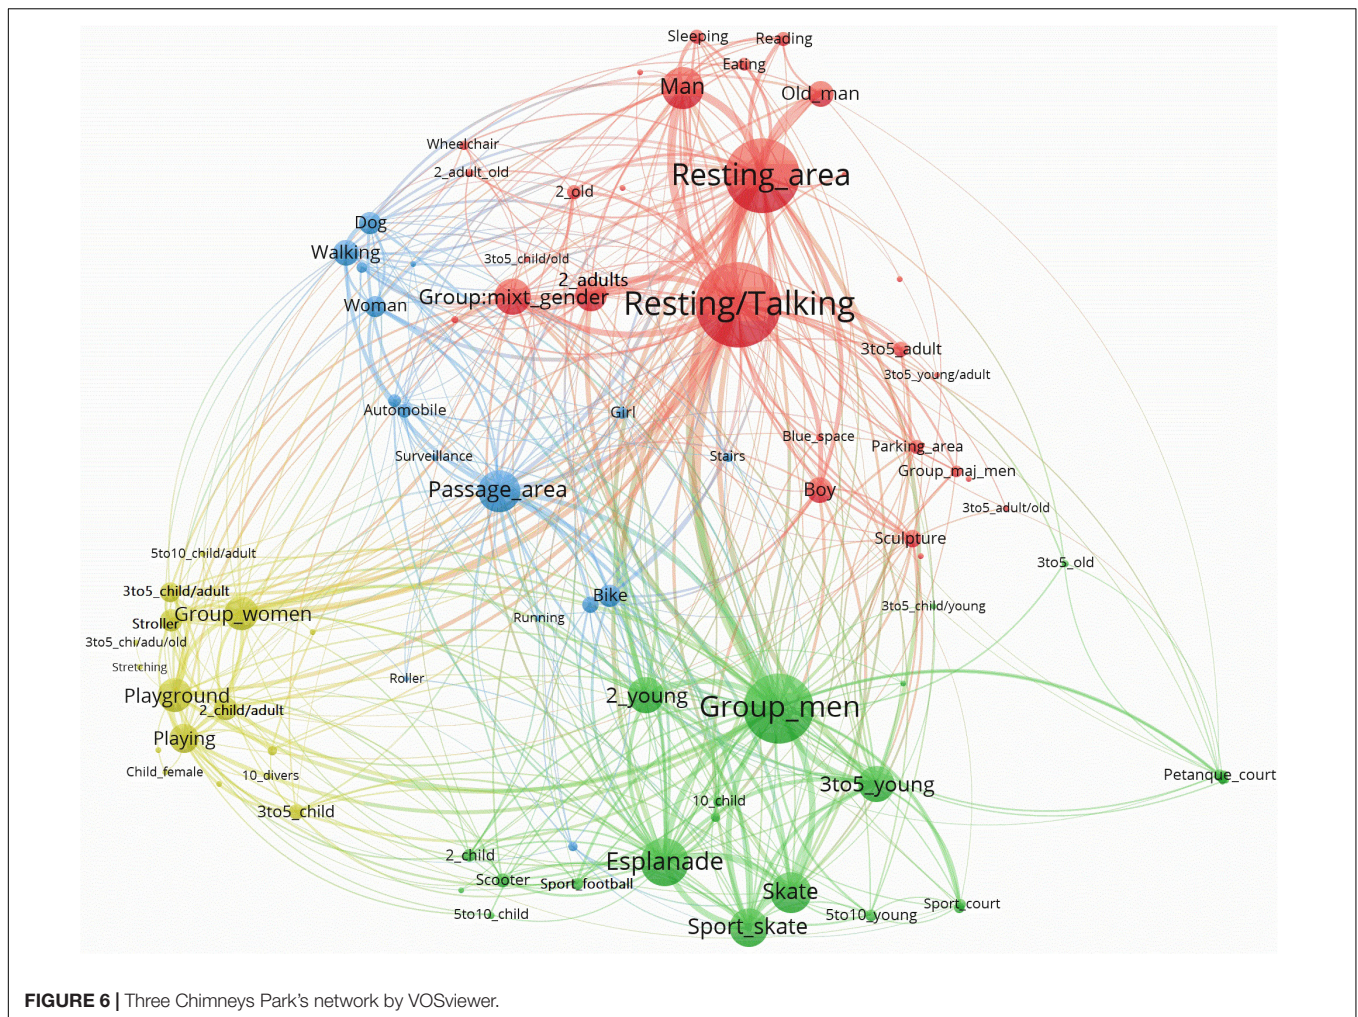 Sleeping
Reading
Eating
Man
Old_man
Wheelchair
2_adult_old
Resting_area
2_old
Dog
Walking
3to5_child/old
2_adults
Group:mixt_gender
Resting/Talking
Woman
3to5_adult
3to5_young/adult
Automobile
Girl
Blue_space
Parking_area
Surveillance
Stairs
Group_maj_men
Passage_area
Boy
3to5_adult/old
Sculpture
5to10_child/adult
3to5_old
3to5_child/adult
Bike
3to5_child/young
Group_women
Running
Stroller
3to5_chi/adu/old
Stretching
Roller
Playground
2_young
2_child/adult
Group_men
Playing
Child_female
10_divers
Petanque_court
3to5_young
10_child
3to5_child
2_child
Esplanade
Scooter
Sport_football
Skate
Sport_court
5to10_child
5to10_young
Sport_skate
FIGURE 6 | Three Chimneys Park's network by VOSviewer.